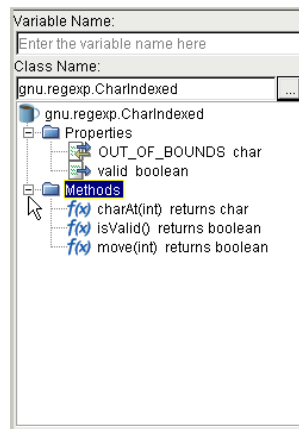 Variable Name:
Enter the variable name here
Class Name:
gnu.regexp.CharIndexed ...
gnu.regexp.CharIndexed
Properties
OUT_OF_BOUNDS char
valid boolean
Methods
f(x) charAt(int) returns char
f(x) isValid() returns boolean
f(x) move(int) returns boolean